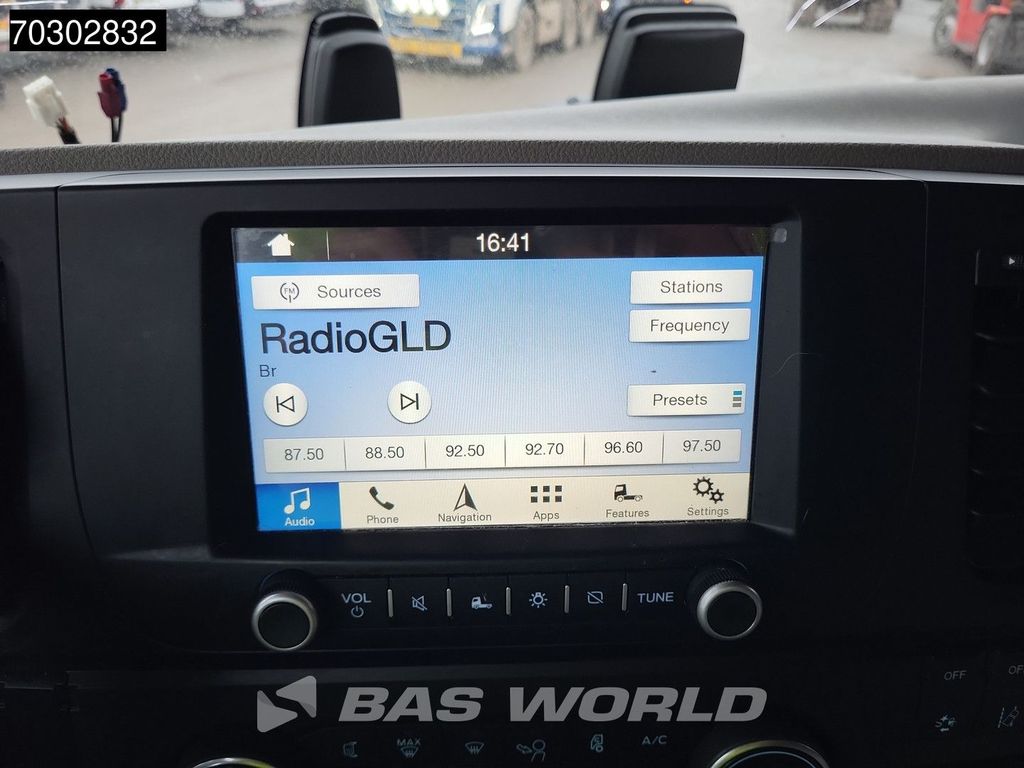 70302832
16:41
FM Sources
Stations
RadioGLD
Frequency
Br
-
Presets
87.50 88.50 92.50 92.70 96.60 97.50
Audio Phone Navigation Apps Features Settings
VOL TUNE
OFF
BAS WORLD
MAX A/C